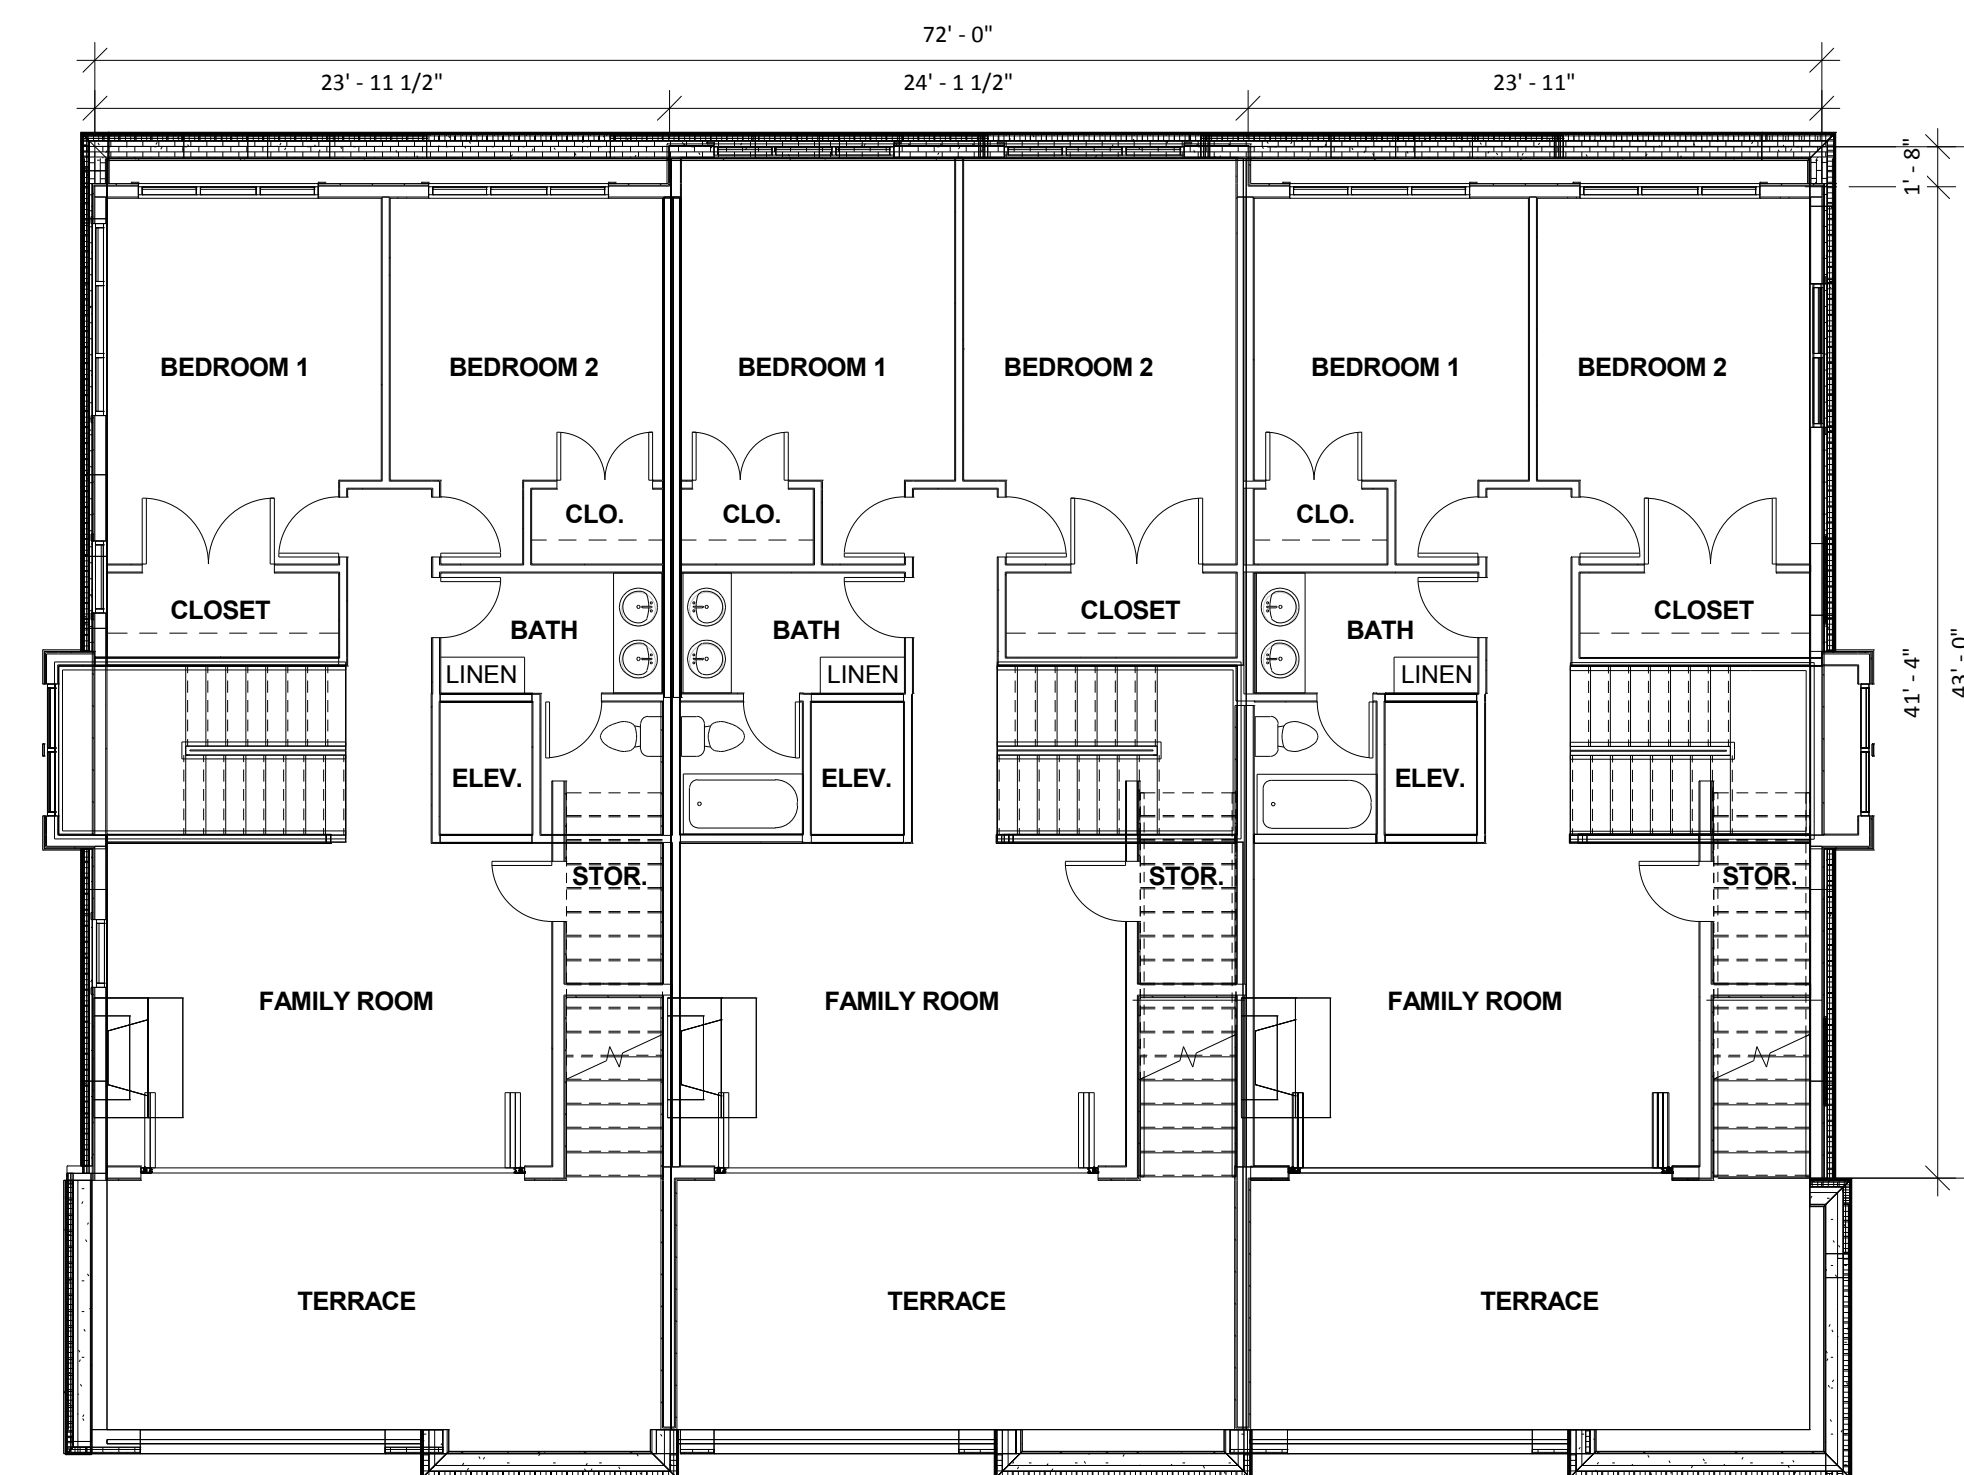 72' - 0"
23' - 11 1/2"
24' - 1 1/2"
23' - 11"
1' - 8"
BEDROOM 1
BEDROOM 2
BEDROOM 1
BEDROOM 2
BEDROOM 1
BEDROOM 2
CLO.
CLO.
CLO.
CLOSET
BATH
BATH
CLOSET
BATH
CLOSET
LINEN
LINEN
LINEN
41' - 4"
43' - 0"
ELEV.
ELEV.
ELEV.
STOR.
STOR.
STOR.
FAMILY ROOM
FAMILY ROOM
FAMILY ROOM
TERRACE
TERRACE
TERRACE